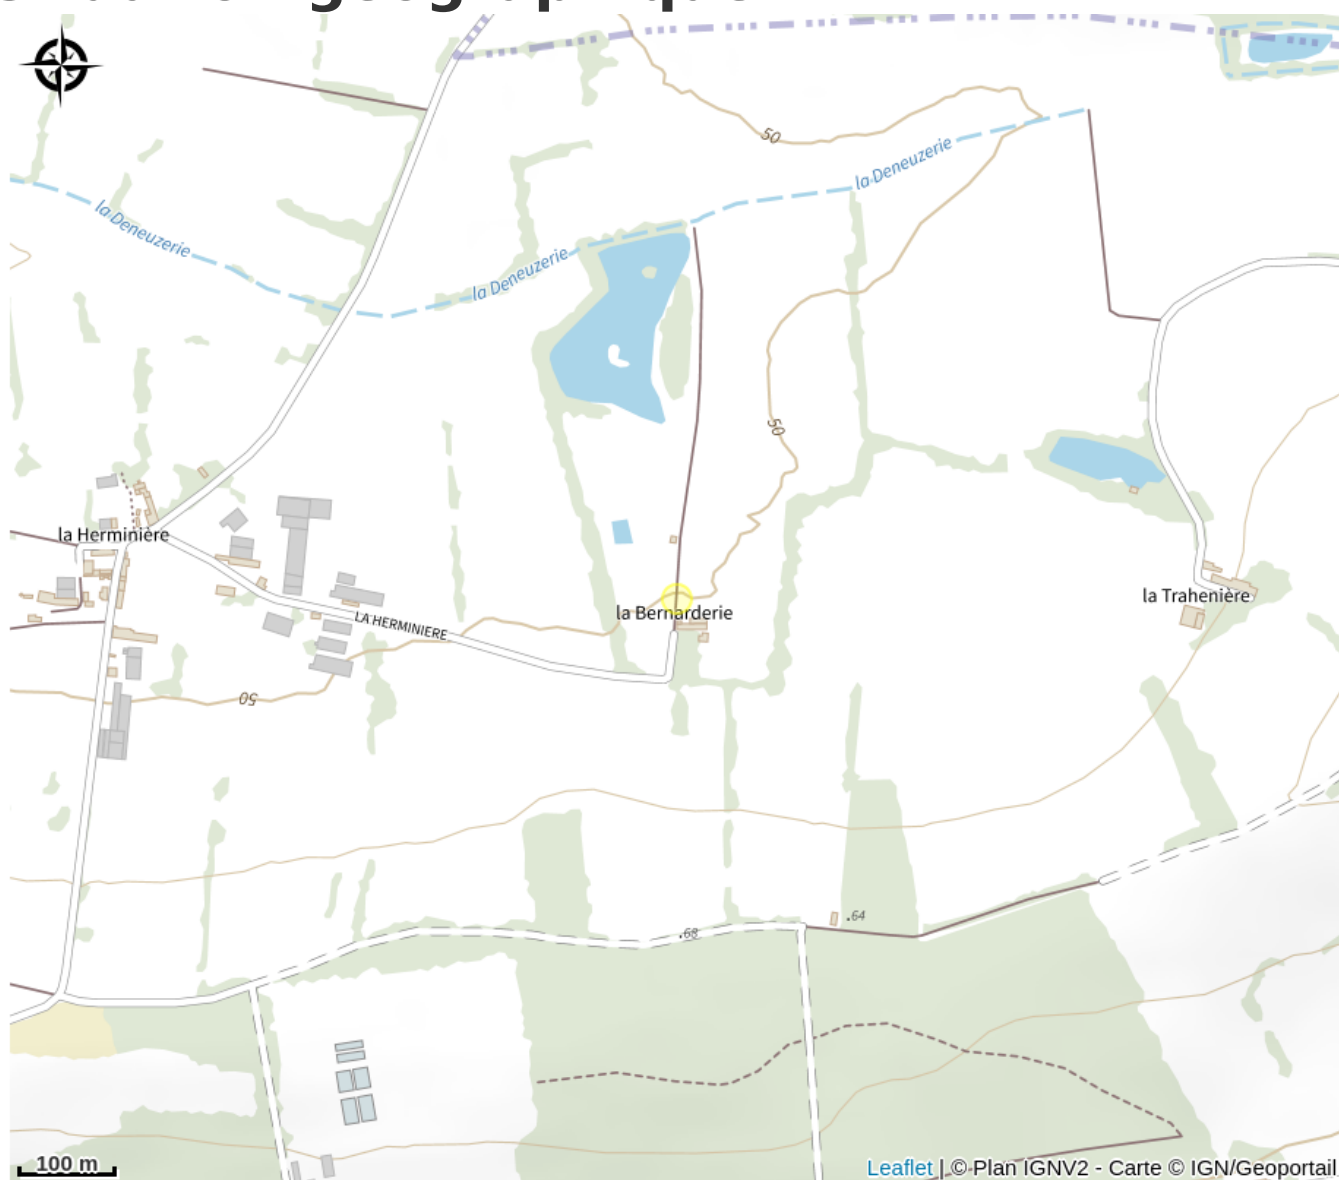 50
la Deneuzerie
la Deneuzerie
la Deneuzerie
50
la Herminière
la Bernarderie
la Trahenière
LA HERMINIERE
50
.64
.68
100 m
Leaflet | © Plan IGNV2 - Carte © IGN/Geoportail